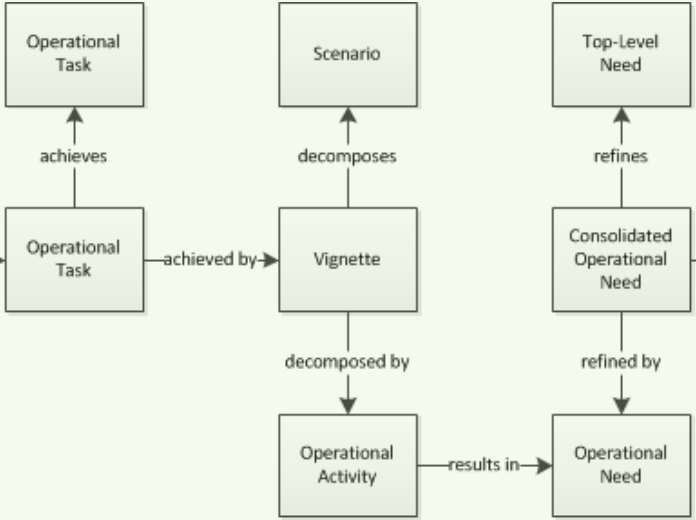 Operational
Task
Scenario
Top-Level
Need
achieves
decomposes
refines
Operational
Task
achieved by
Vignette
Consolidated
Operational
Need
decomposed by
refined by
Operational
Activity
results in
Operational
Need